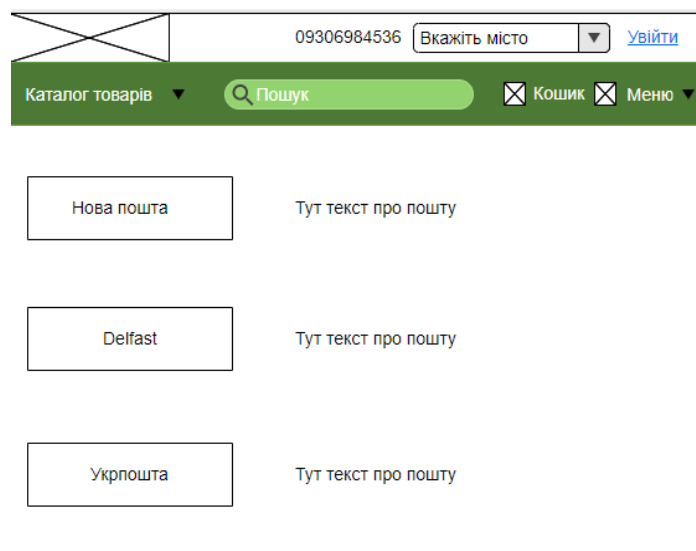 09306984536 Вкажіть місто Увійти
Каталог товарів Пошук Кошик Меню
Нова пошта Тут текст про пошту
Delfast Тут текст про пошту
Укрпошта Тут текст про пошту